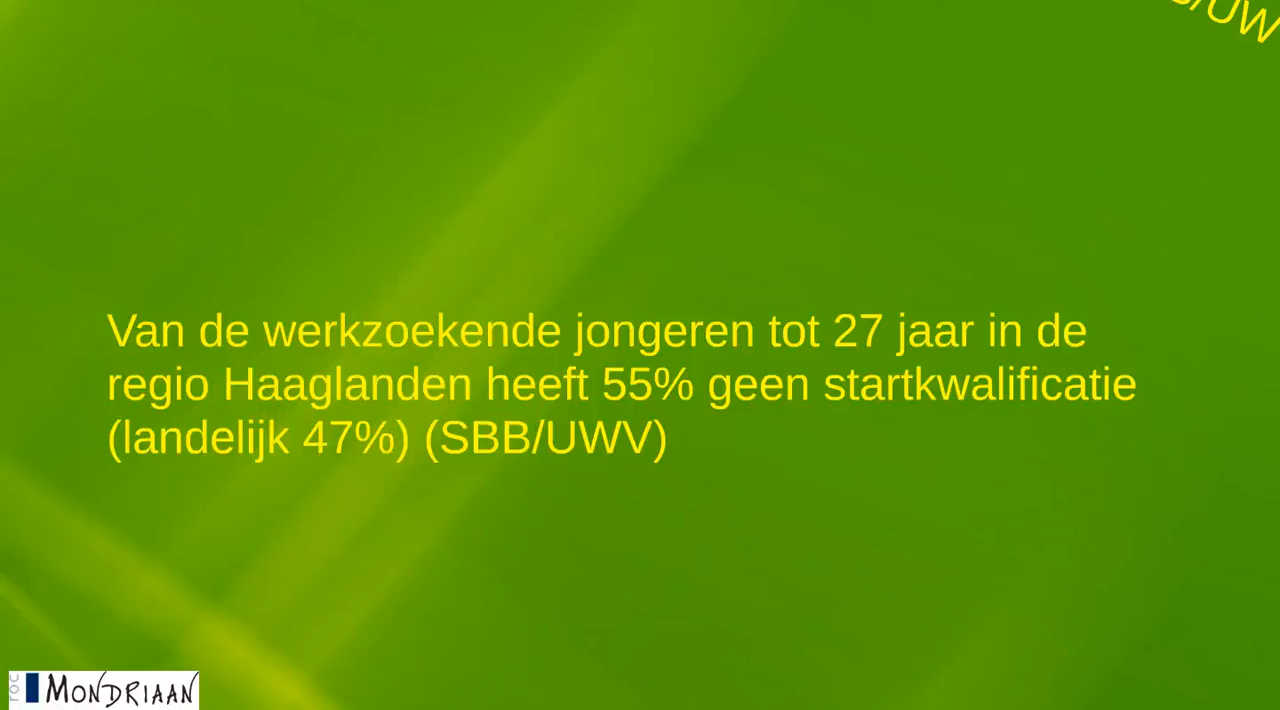 Van de werkzoekende jongeren tot 27 jaar in de
regio Haaglanden heeft 55% geen startkwalificatie
(landelijk 47%) (SBB/UWV)
roc MONDRIAAN